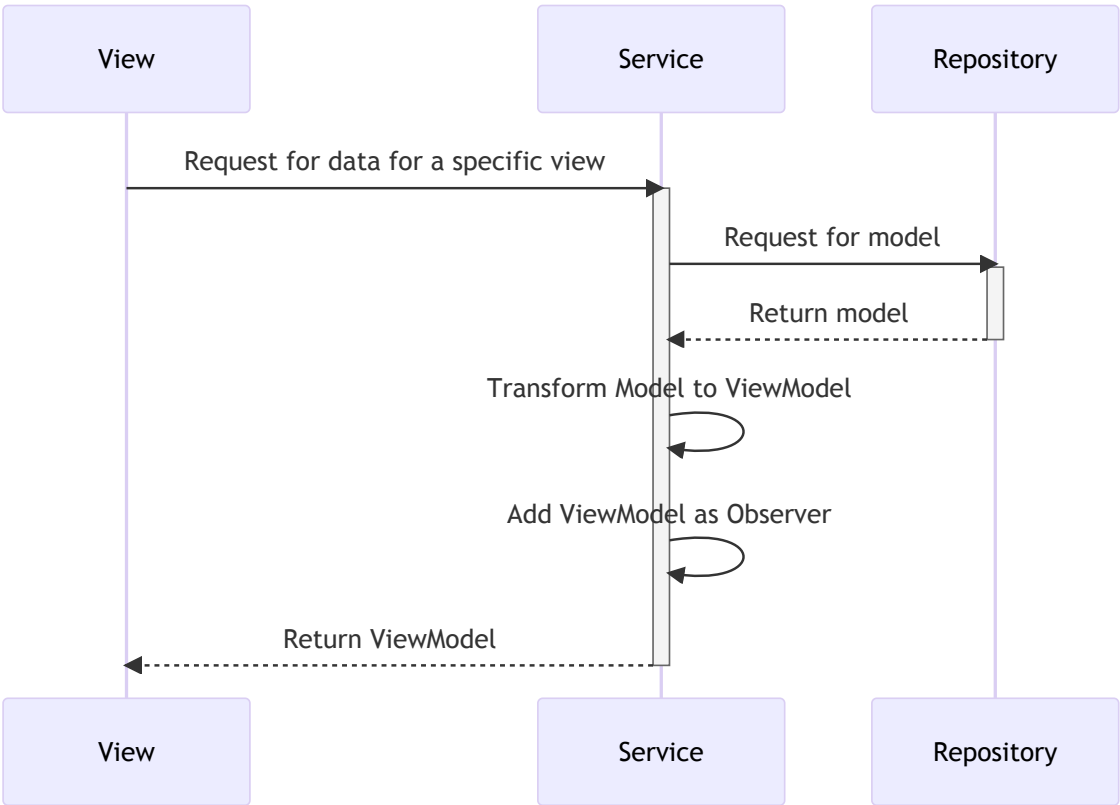 View
Service
Repository
Request for data for a specific view
Request for model
Return model
Transform Model to ViewModel
Add ViewModel as Observer
Return ViewModel
View
Service
Repository